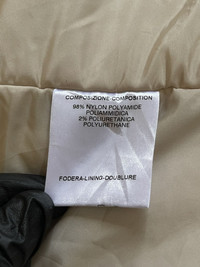 COMPOSIZIONE-COMPOSITION
98% NYLON POLYAMIDE
POLIAMMIDICA
2% POLIURETANICA
POLYURETHANE
FODERA-LINING-DOUBLURE